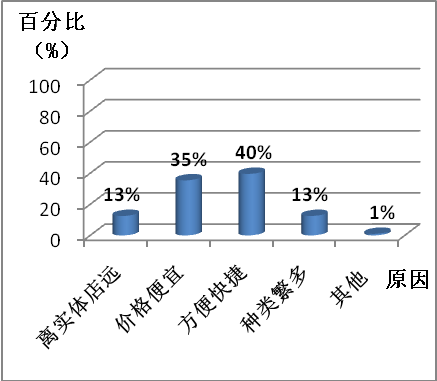 百分比
（%）
100
80
60
40
20
0
13%
35%
40%
13%
1%
离实体店远
价格便宜
方便快捷
种类繁多
其他
原因